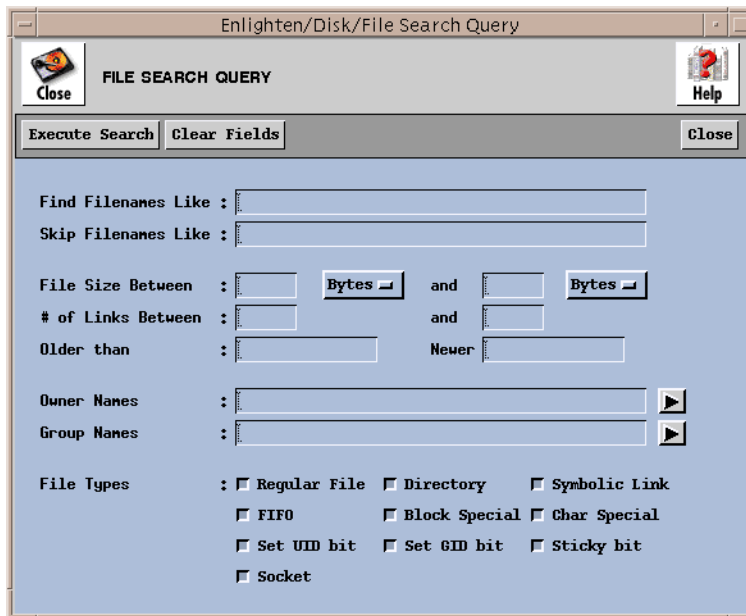 Enlighten/Disk/File Search Query
Close
FILE SEARCH QUERY
Help
Execute Search Clear Fields Close
Find Filenames Like :
Skip Filenames Like :
File Size Between : Bytes and Bytes
# of Links Between : and
Older than : Newer
Owner Names :
Group Names :
File Types : Regular File Directory Symbolic Link
FIFO Block Special Char Special
Set UID bit Set GID bit Sticky bit
Socket